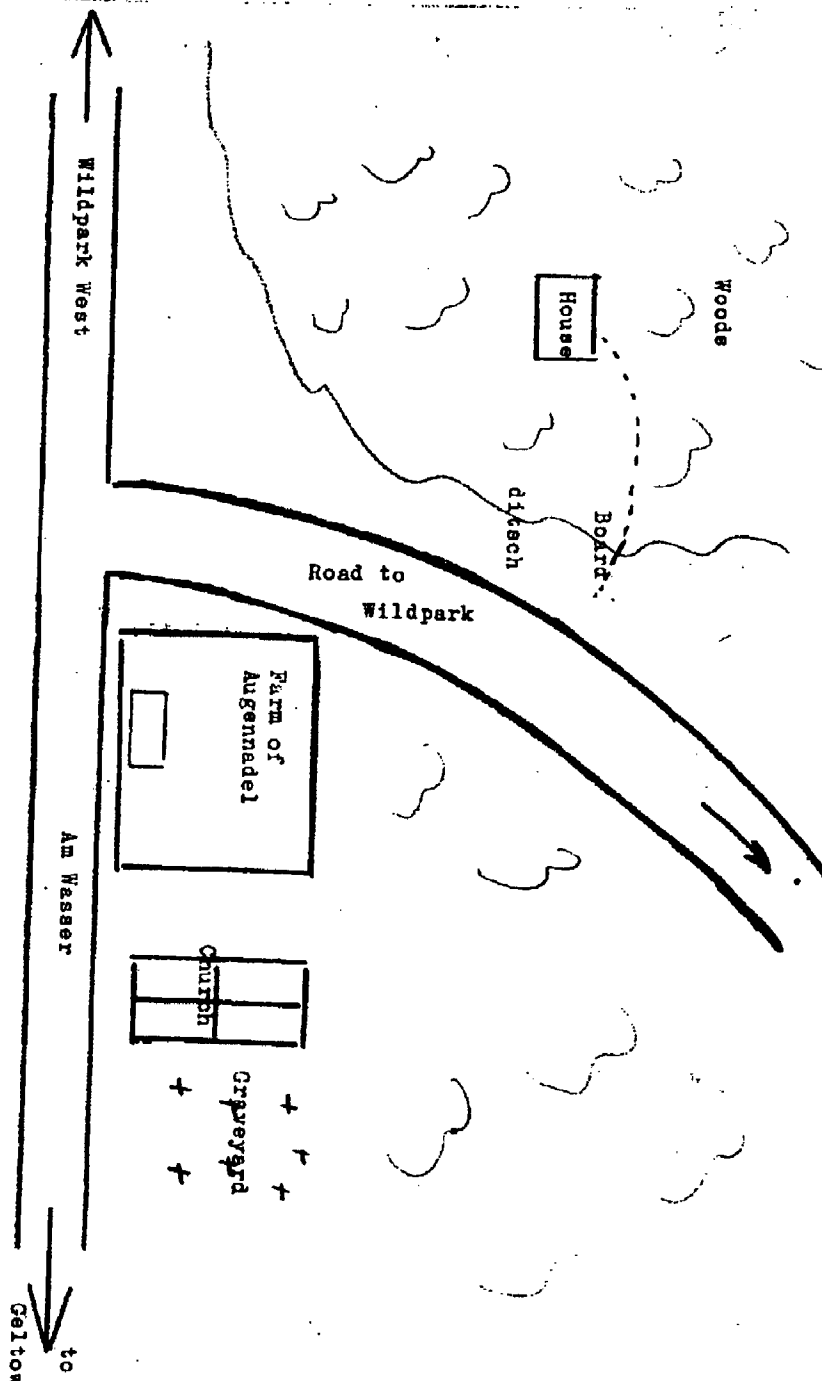 Wildpark West
Woods
House
Board
ditsch
Road to
Wildpark
Farm of
Augennadel
Am Wasser
Church
Graveyard
to
Geltow